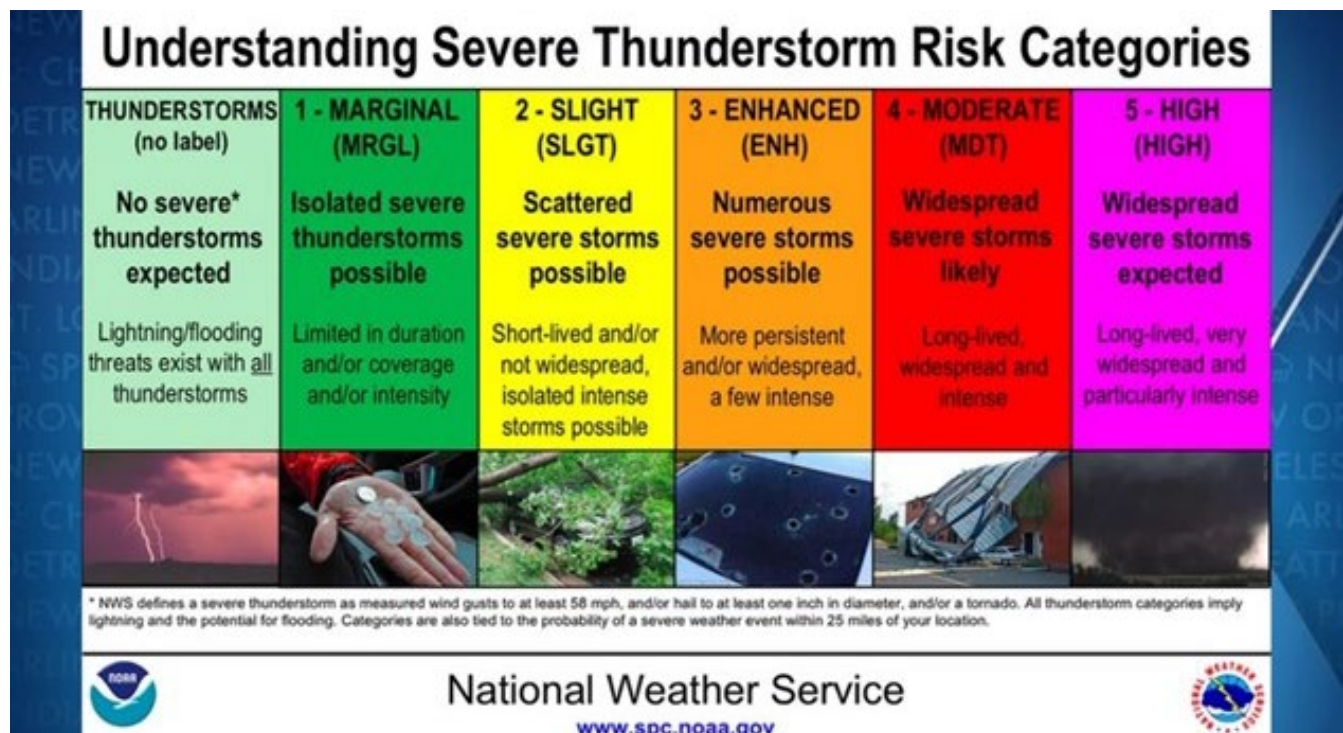 Understanding Severe Thunderstorm Risk Categories
THUNDERSTORMS
(no label)
No severe*
thunderstorms
expected
Lightning/flooding
threats exist with all
thunderstorms
1 - MARGINAL
(MRGL)
Isolated severe
thunderstorms
possible
Limited in duration
and/or coverage
and/or intensity
2 - SLIGHT
(SLGT)
Scattered
severe storms
possible
Short-lived and/or
not widespread,
isolated intense
storms possible
3 - ENHANCED
(ENH)
Numerous
severe storms
possible
More persistent
and/or widespread,
a few intense
4 - MODERATE
(MDT)
Widespread
severe storms
likely
Long-lived,
widespread and
intense
5 - HIGH
(HIGH)
Widespread
severe storms
expected
Long-lived, very
widespread and
particularly intense
* NWS defines a severe thunderstorm as measured wind gusts to at least 58 mph, and/or hail to at least one inch in diameter, and/or a tornado. All thunderstorm categories imply
lightning and the potential for flooding. Categories are also tied to the probability of a severe weather event within 25 miles of your location.
NOAA
National Weather Service
www.spc.noaa.gov
NATIONAL WEATHER SERVICE